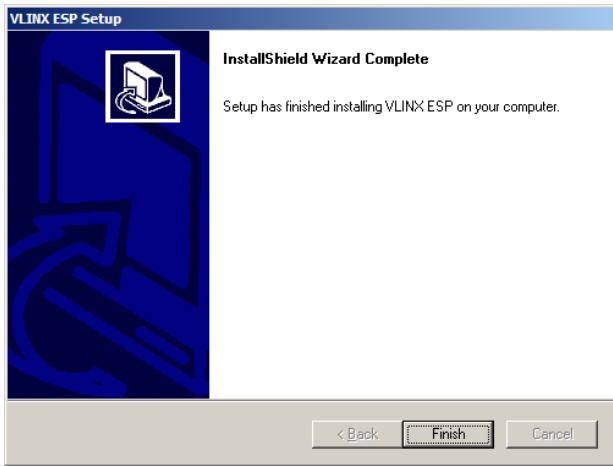 VLINX ESP Setup
InstallShield Wizard Complete
Setup has finished installing VLINX ESP on your computer.
< Back Finish Cancel